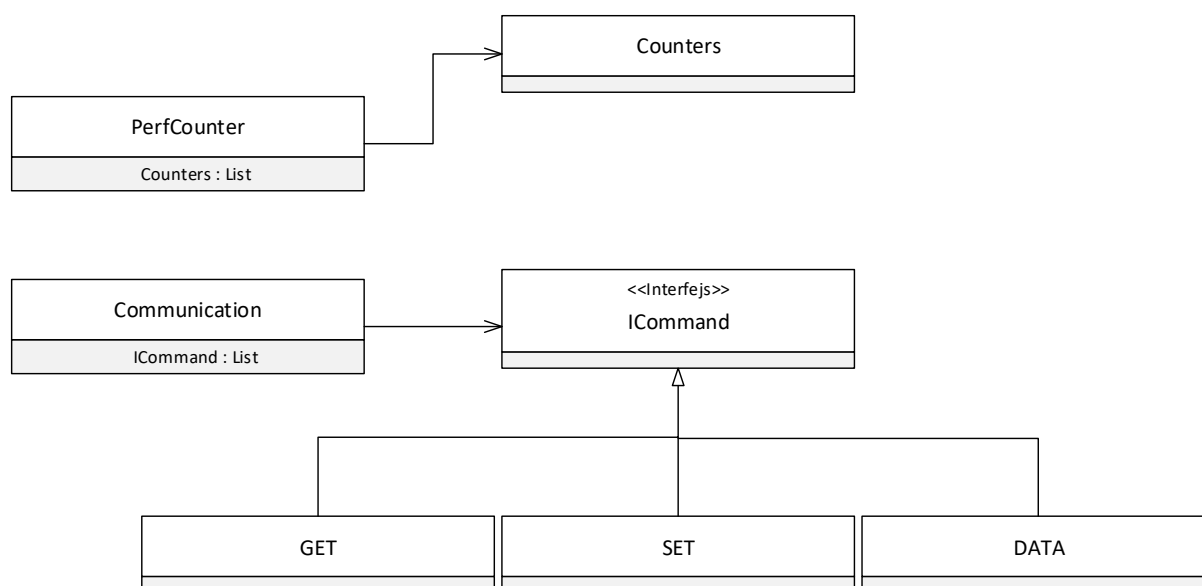 Counters
PerfCounter
Counters : List
Communication
ICommand : List
<<Interfejs>>
ICommand
GET
SET
DATA